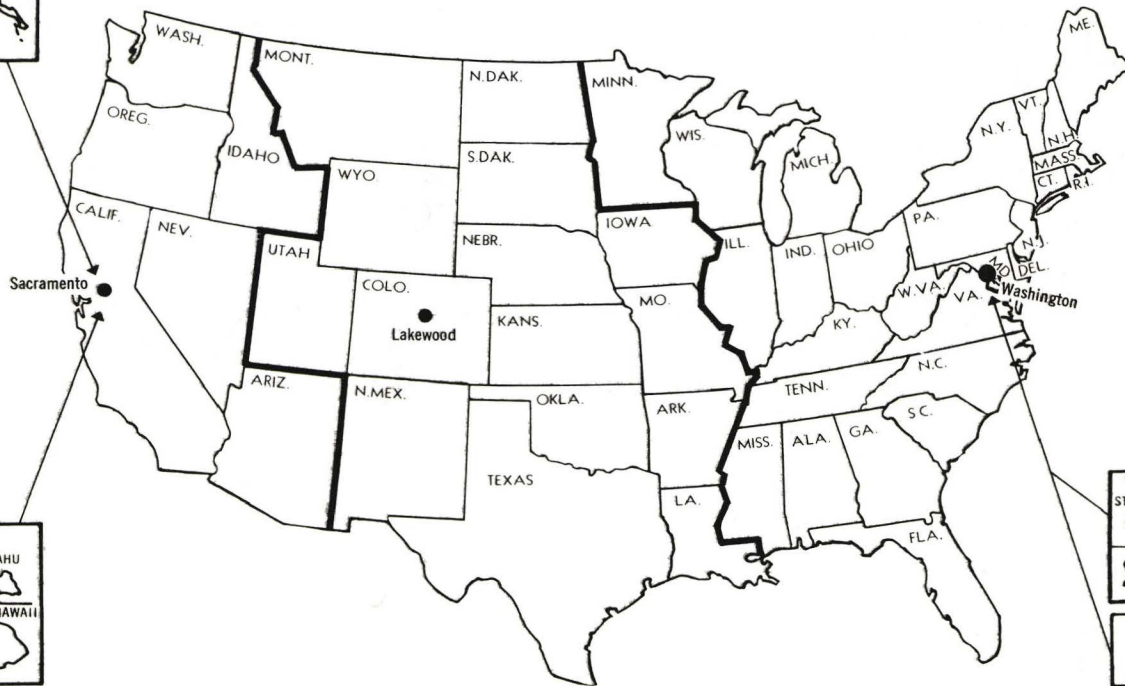 WASH.
MONT.
N.DAK.
MINN.
ME.
OREG.
IDAHO
WYO
S.DAK.
WIS.
MICH.
N.Y.
VT.
N.H.
MASS.
CT.
R.I.
CALIF.
NEV.
UTAH
COLO.
NEBR.
IOWA
ILL.
IND.
OHIO
PA.
N.J.
MD.
DEL.
Sacramento
Lakewood
KANS.
MO.
KY.
W.VA.
VA.
Washington
ARIZ.
N.MEX.
OKLA.
ARK.
TENN.
N.C.
S.C.
TEXAS
LA.
MISS.
ALA.
GA.
FLA.